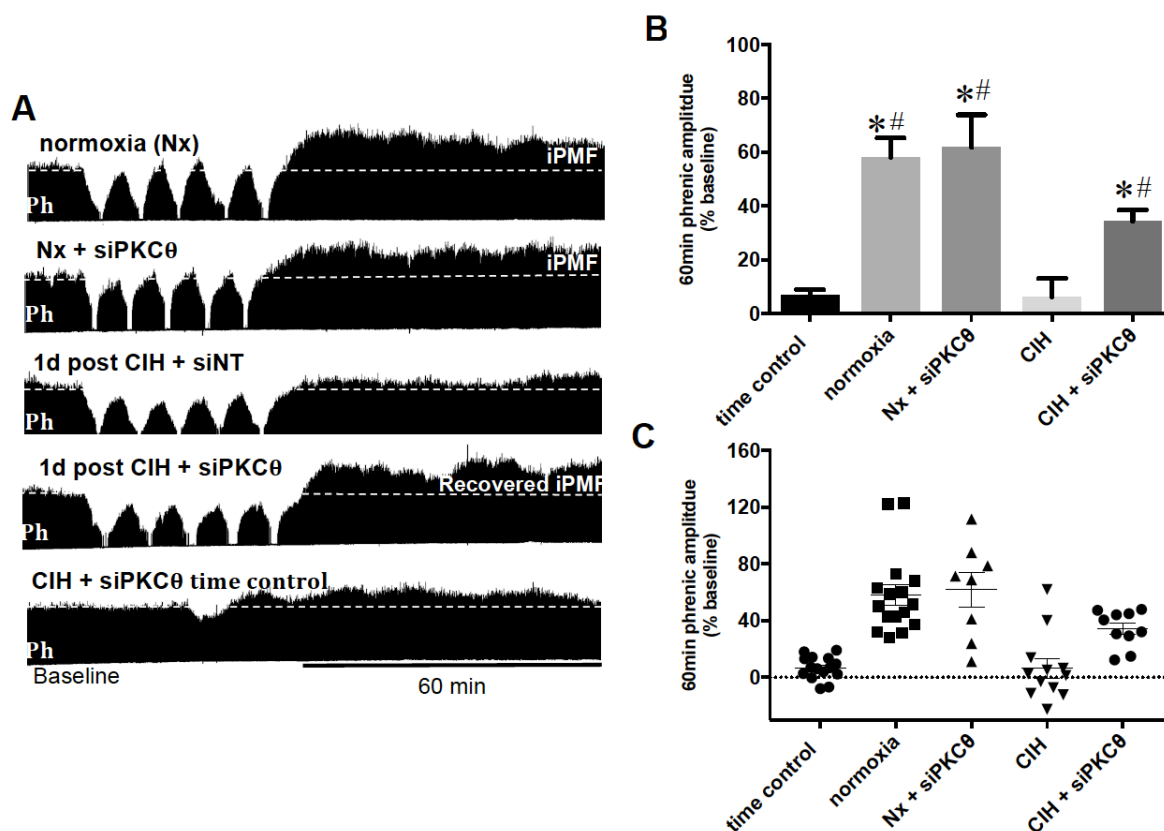 A
normoxia (Nx)
iPMF
Ph
Nx + siPKCθ
iPMF
Ph
1d post CIH + siNT
Ph
1d post CIH + siPKCθ
Recovered iPMF
Ph
CIH + siPKCθ time control
Ph
Baseline
60 min
B
60min phrenic amplitdue
(% baseline)
100
80
60
40
20
0
*#
*#
*#
time control
normoxia
Nx + siPKCθ
CIH
CIH + siPKCθ
C
60min phrenic amplitdue
(% baseline)
160
120
80
40
0
time control
normoxia
Nx + siPKCθ
CIH
CIH + siPKCθ